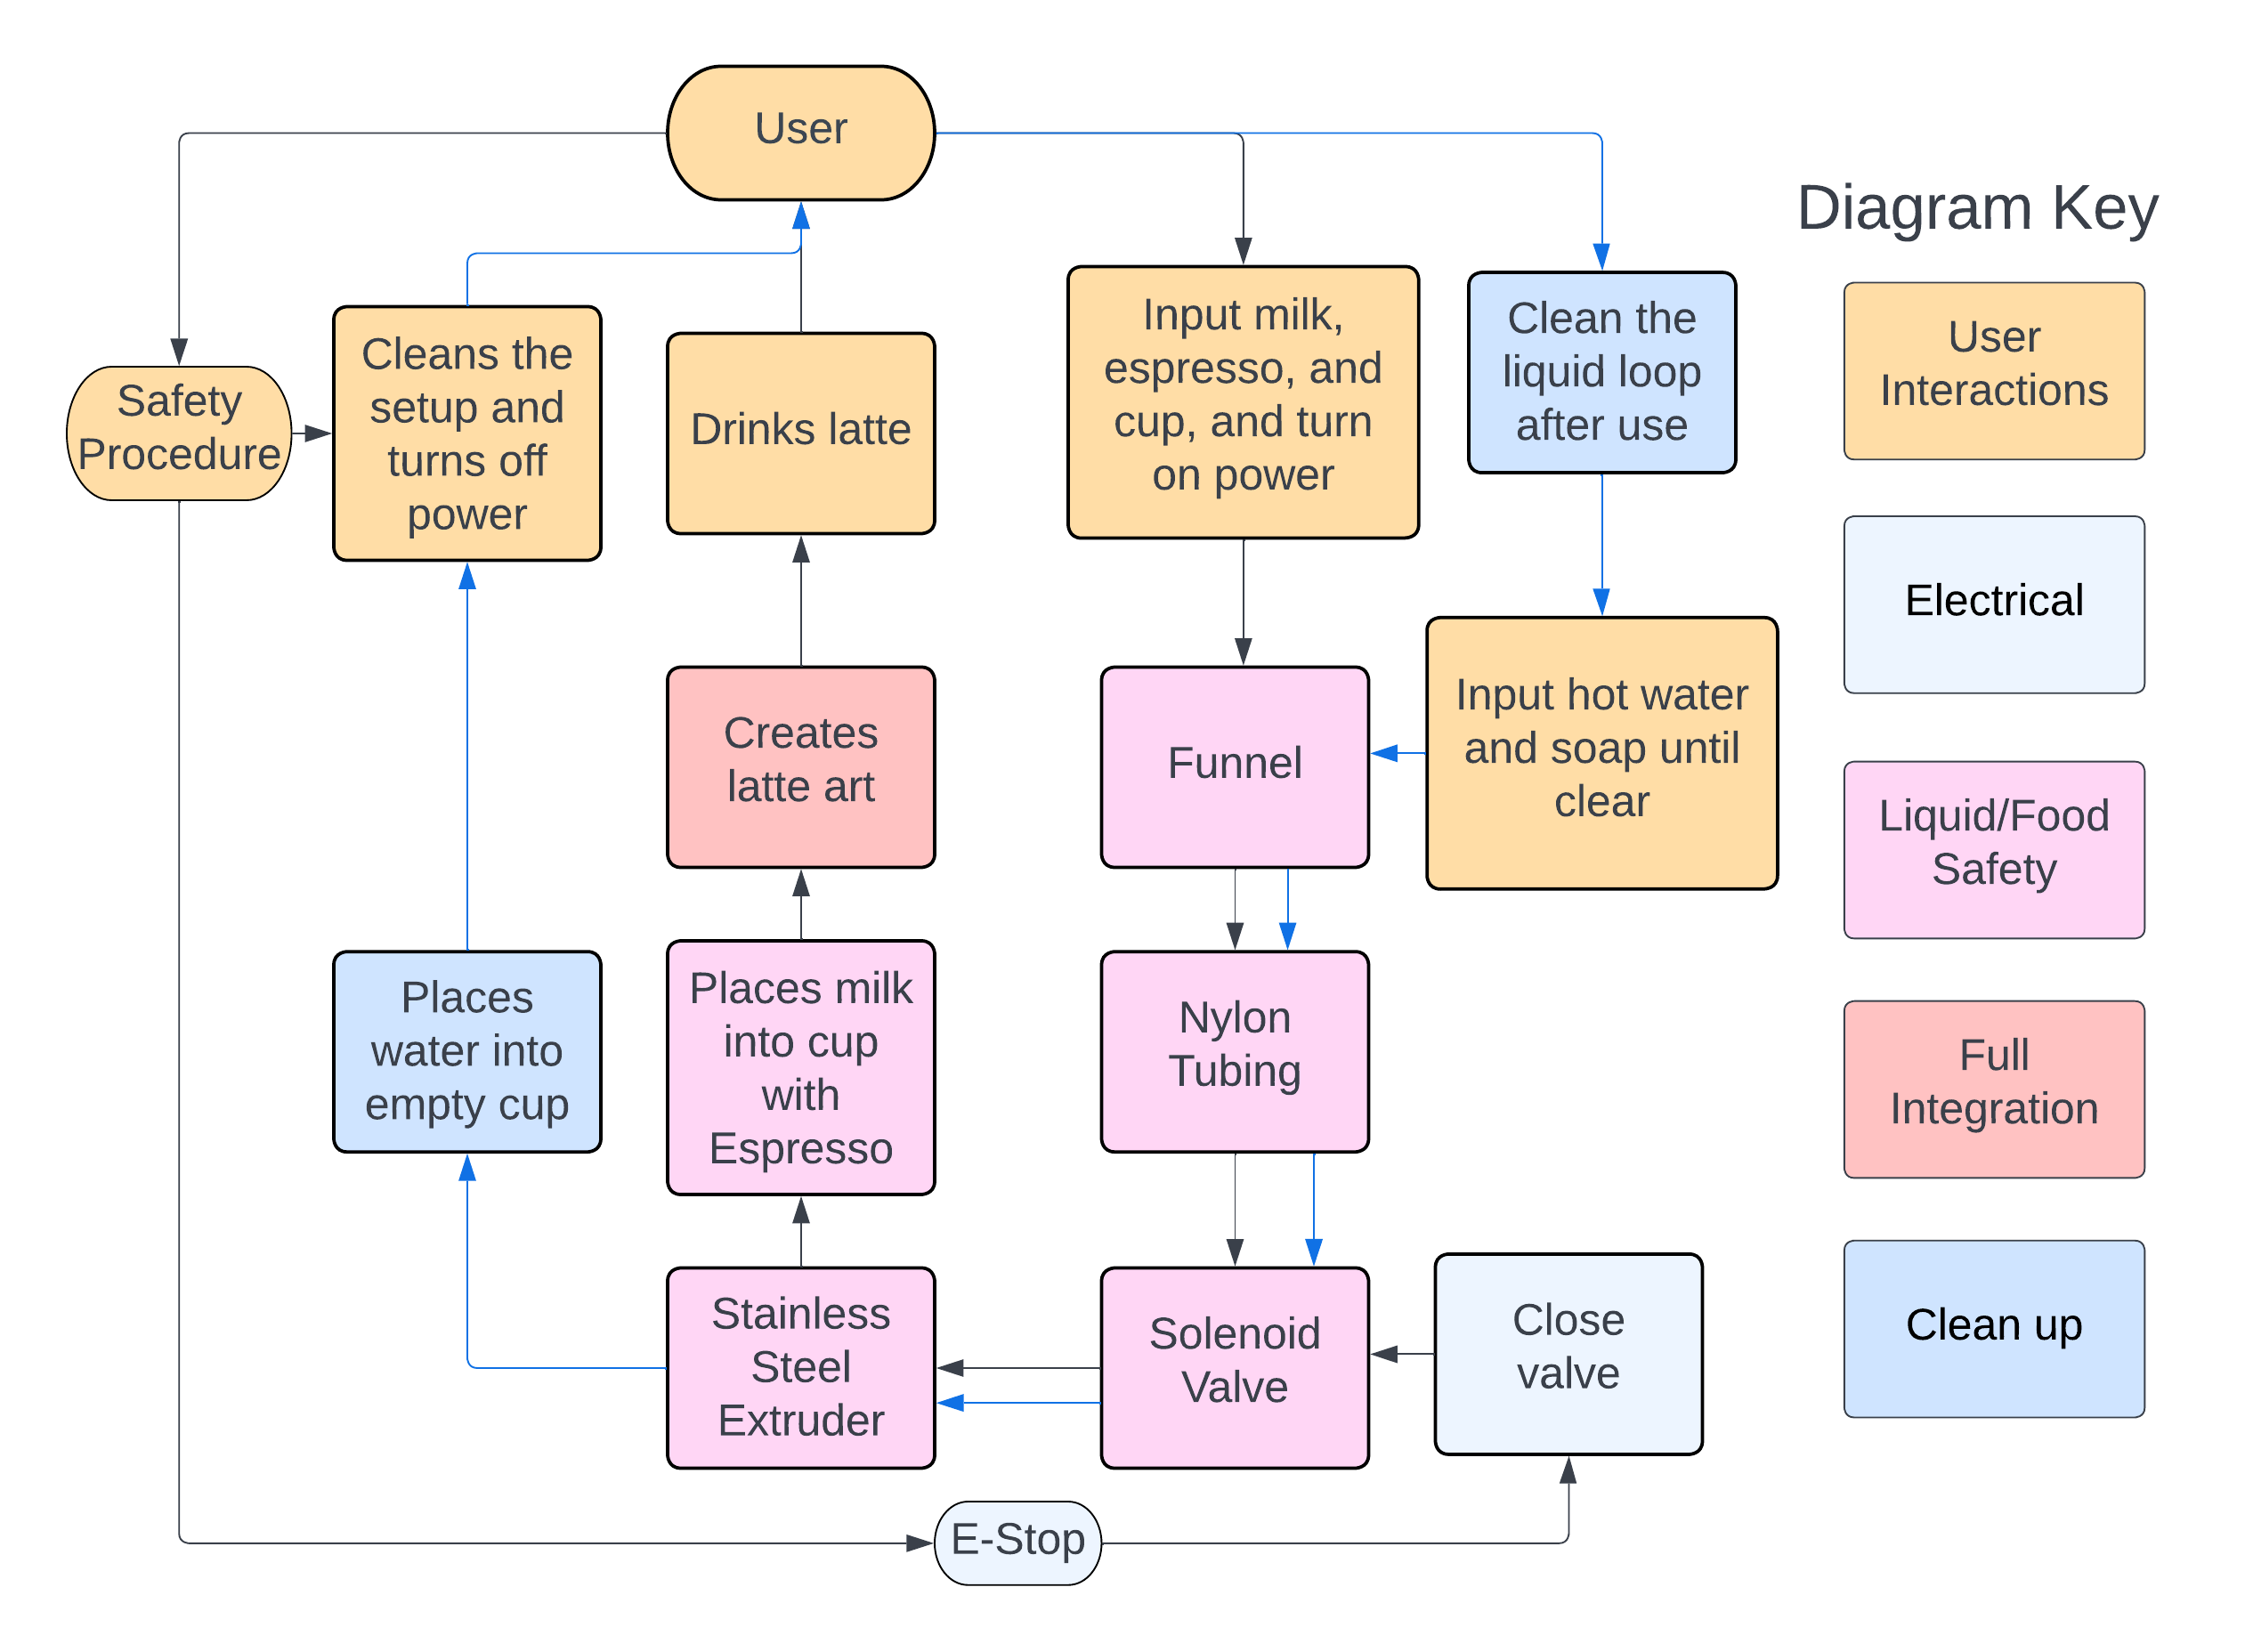 User
Diagram Key
Safety
Procedure
Cleans the
setup and
turns off
power
Drinks latte
Input milk,
espresso, and
cup, and turn
on power
Clean the
liquid loop
after use
User
Interactions
Electrical
Creates
latte art
Funnel
Input hot water
and soap until
clear
Liquid/Food
Safety
Places
water into
empty cup
Places milk
into cup
with
Espresso
Nylon
Tubing
Full
Integration
Stainless
Steel
Extruder
Solenoid
Valve
Close
valve
Clean up
E-Stop